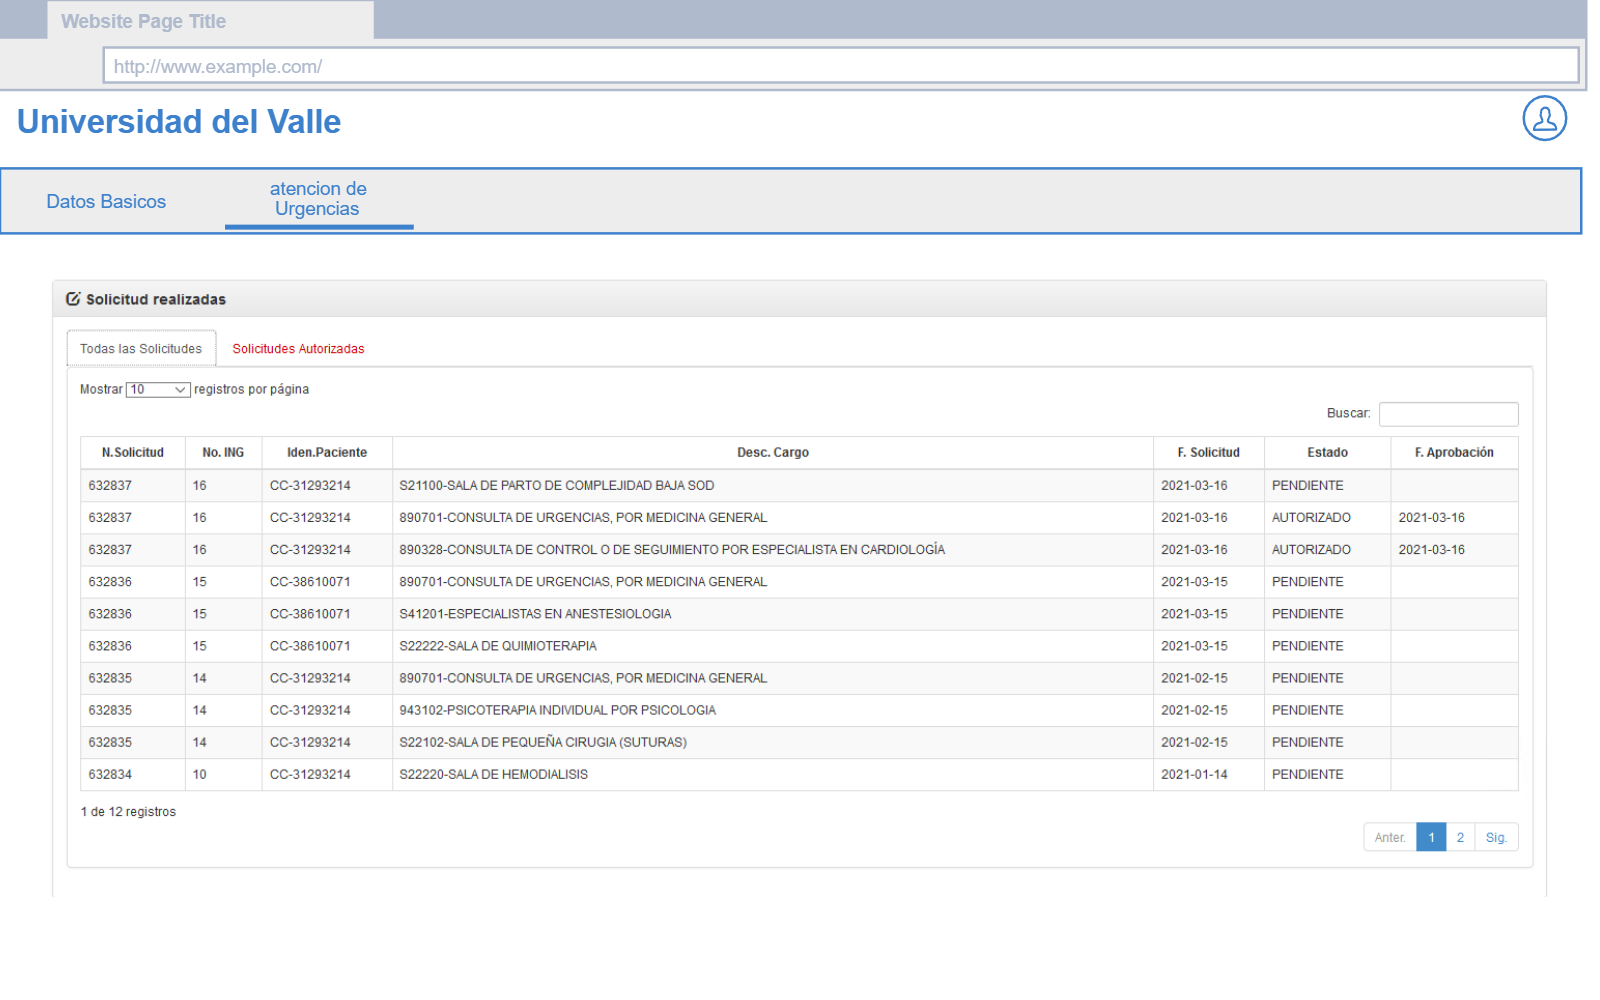 Website Page Title
http://www.example.com/
Universidad del Valle
Datos Basicos
atencion de
Urgencias
Solicitud realizadas
Todas las Solicitudes Solicitudes Autorizadas
Mostrar 10 registros por página
Buscar:
N.Solicitud No. ING Iden.Paciente Desc. Cargo F. Solicitud Estado F. Aprobación
632837 16 CC-31293214 S21100-SALA DE PARTO DE COMPLEJIDAD BAJA SOD 2021-03-16 PENDIENTE
632837 16 CC-31293214 890701-CONSULTA DE URGENCIAS, POR MEDICINA GENERAL 2021-03-16 AUTORIZADO 2021-03-16
632837 16 CC-31293214 890328-CONSULTA DE CONTROL O DE SEGUIMIENTO POR ESPECIALISTA EN CARDIOLOGÍA 2021-03-16 AUTORIZADO 2021-03-16
632836 15 CC-38610071 890701-CONSULTA DE URGENCIAS, POR MEDICINA GENERAL 2021-03-15 PENDIENTE
632836 15 CC-38610071 S41201-ESPECIALISTAS EN ANESTESIOLOGIA 2021-03-15 PENDIENTE
632836 15 CC-38610071 S22222-SALA DE QUIMIOTERAPIA 2021-03-15 PENDIENTE
632835 14 CC-31293214 890701-CONSULTA DE URGENCIAS, POR MEDICINA GENERAL 2021-02-15 PENDIENTE
632835 14 CC-31293214 943102-PSICOTERAPIA INDIVIDUAL POR PSICOLOGIA 2021-02-15 PENDIENTE
632835 14 CC-31293214 S22102-SALA DE PEQUEÑA CIRUGIA (SUTURAS) 2021-02-15 PENDIENTE
632834 10 CC-31293214 S22220-SALA DE HEMODIALISIS 2021-01-14 PENDIENTE
1 de 12 registros
Anter. 1 2 Sig.